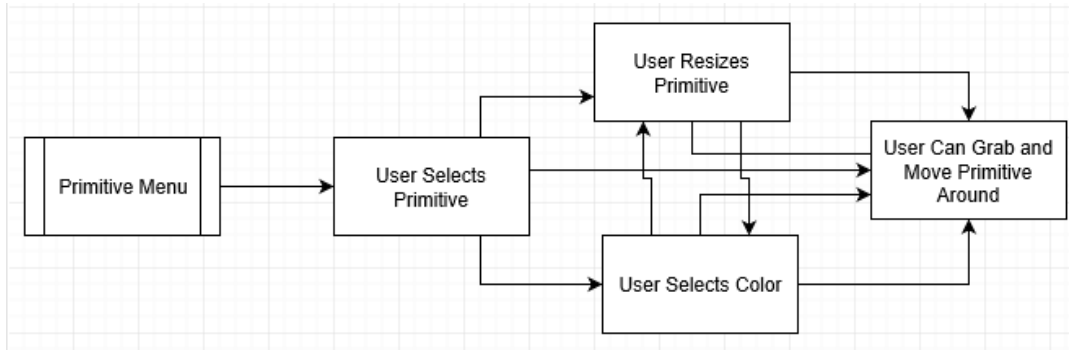 User Resizes
Primitive
Primitive Menu
User Selects
Primitive
User Can Grab and
Move Primitive
Around
User Selects Color